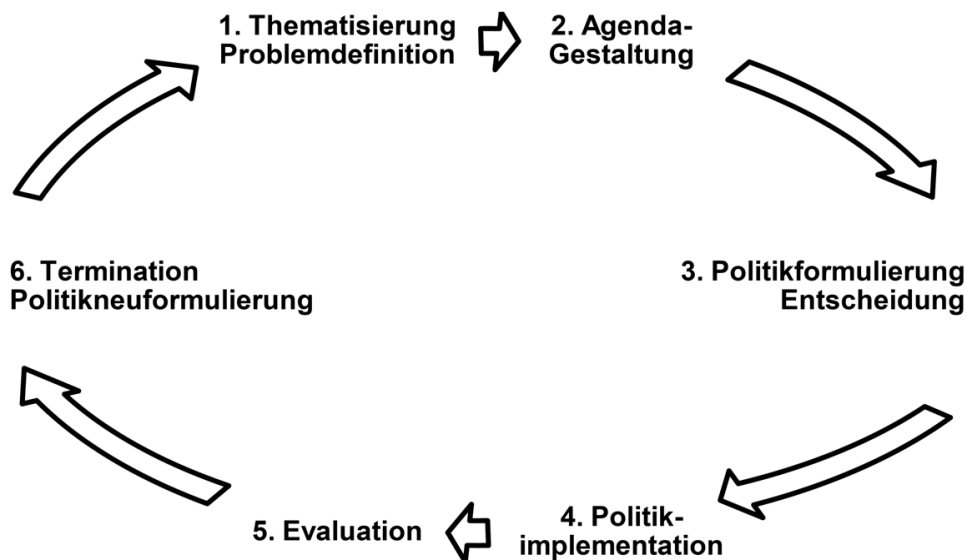 1. Thematisierung
Problemdefinition
2. Agenda-
Gestaltung
3. Politikformulierung
Entscheidung
4. Politik-
implementation
5. Evaluation
6. Termination
Politikneuformulierung